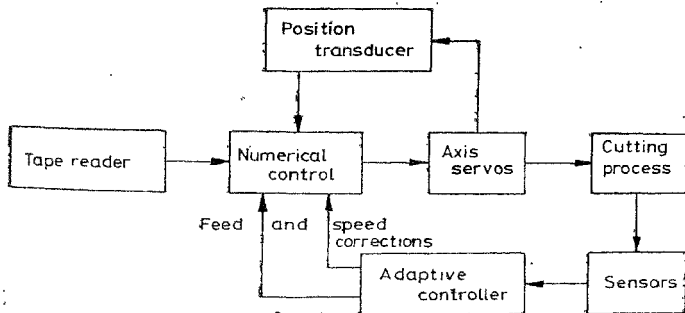 Position
transducer
Tape reader
Numerical
control
Axis
servos
Cutting
process
Feed and speed
corrections
Adaptive
controller
Sensors